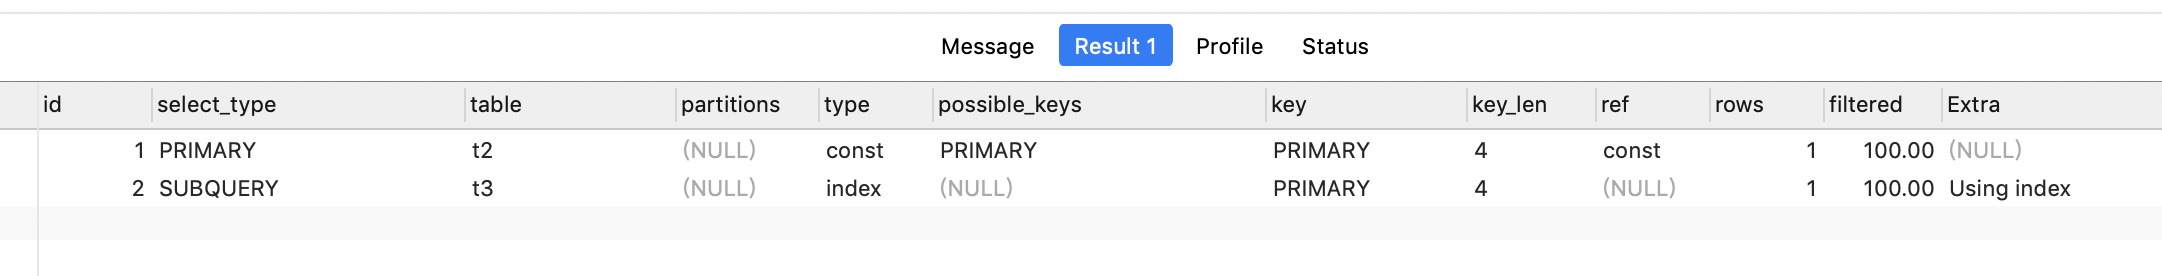 Message Result 1 Profile Status
id select_type table partitions type possible_keys key key_len ref rows filtered Extra
1 PRIMARY t2 (NULL) const PRIMARY PRIMARY 4 const 1 100.00 (NULL)
2 SUBQUERY t3 (NULL) index (NULL) PRIMARY 4 (NULL) 1 100.00 Using index